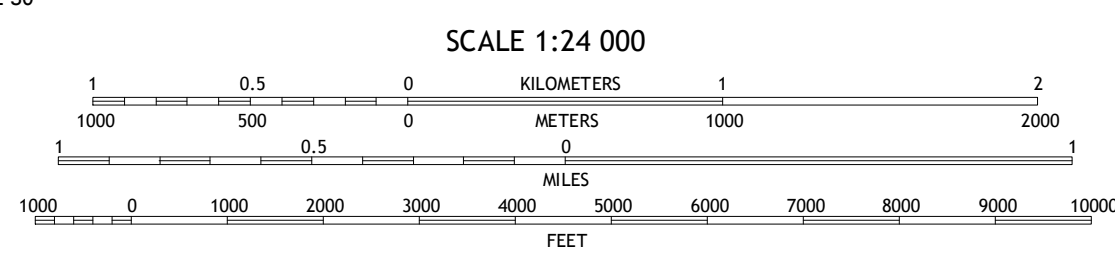 SCALE 1:24 000
1 0.5 0 KILOMETERS 1 2
1000 500 0 METERS 1000 2000
1 0.5 0 1
MILES
1000 0 1000 2000 3000 4000 5000 6000 7000 8000 9000 10000
FEET